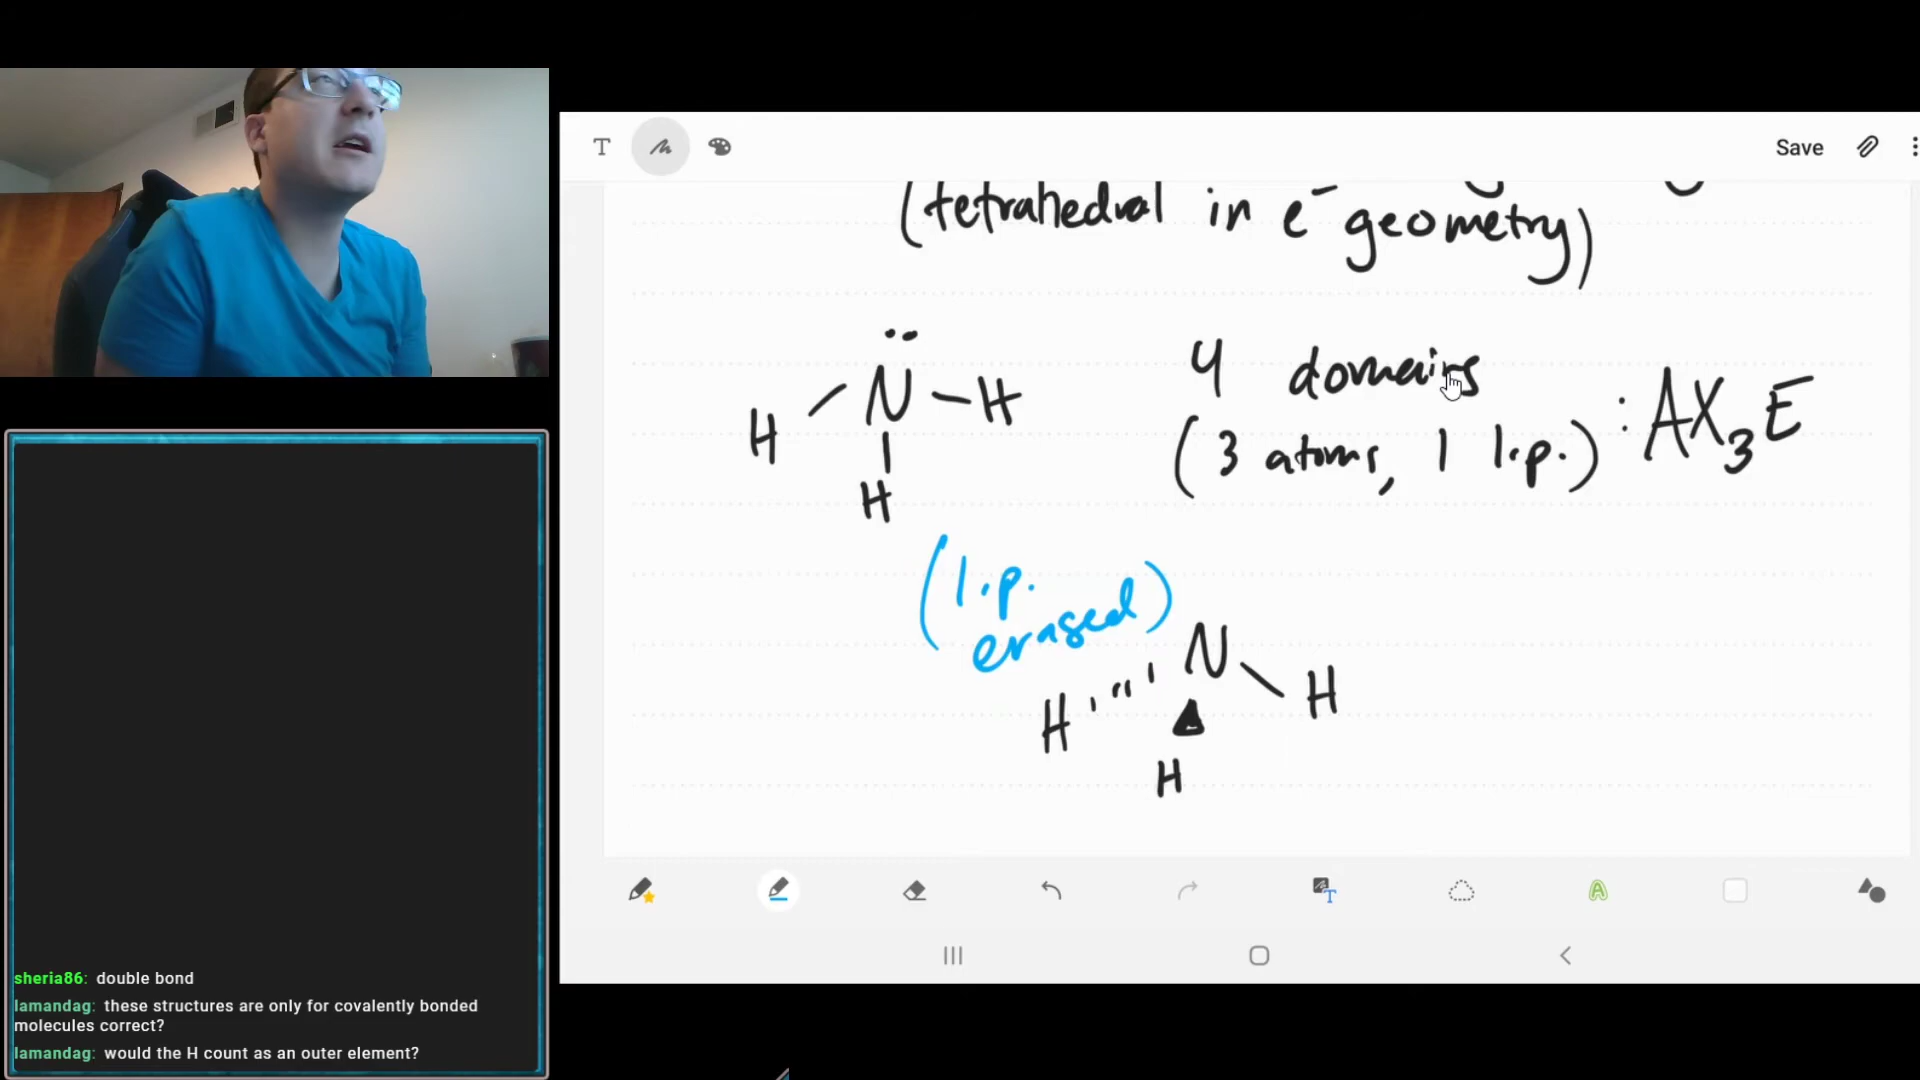 T
Save
(tetrahedral in e⁻ geometry)
H N H
H
4 domains
(3 atoms, 1 l.p.) : AX₃E
(l.p.
erased)
N
H H
H
T
A
sheria86: double bond
lamandag: these structures are only for covalently bonded
molecules correct?
lamandag: would the H count as an outer element?